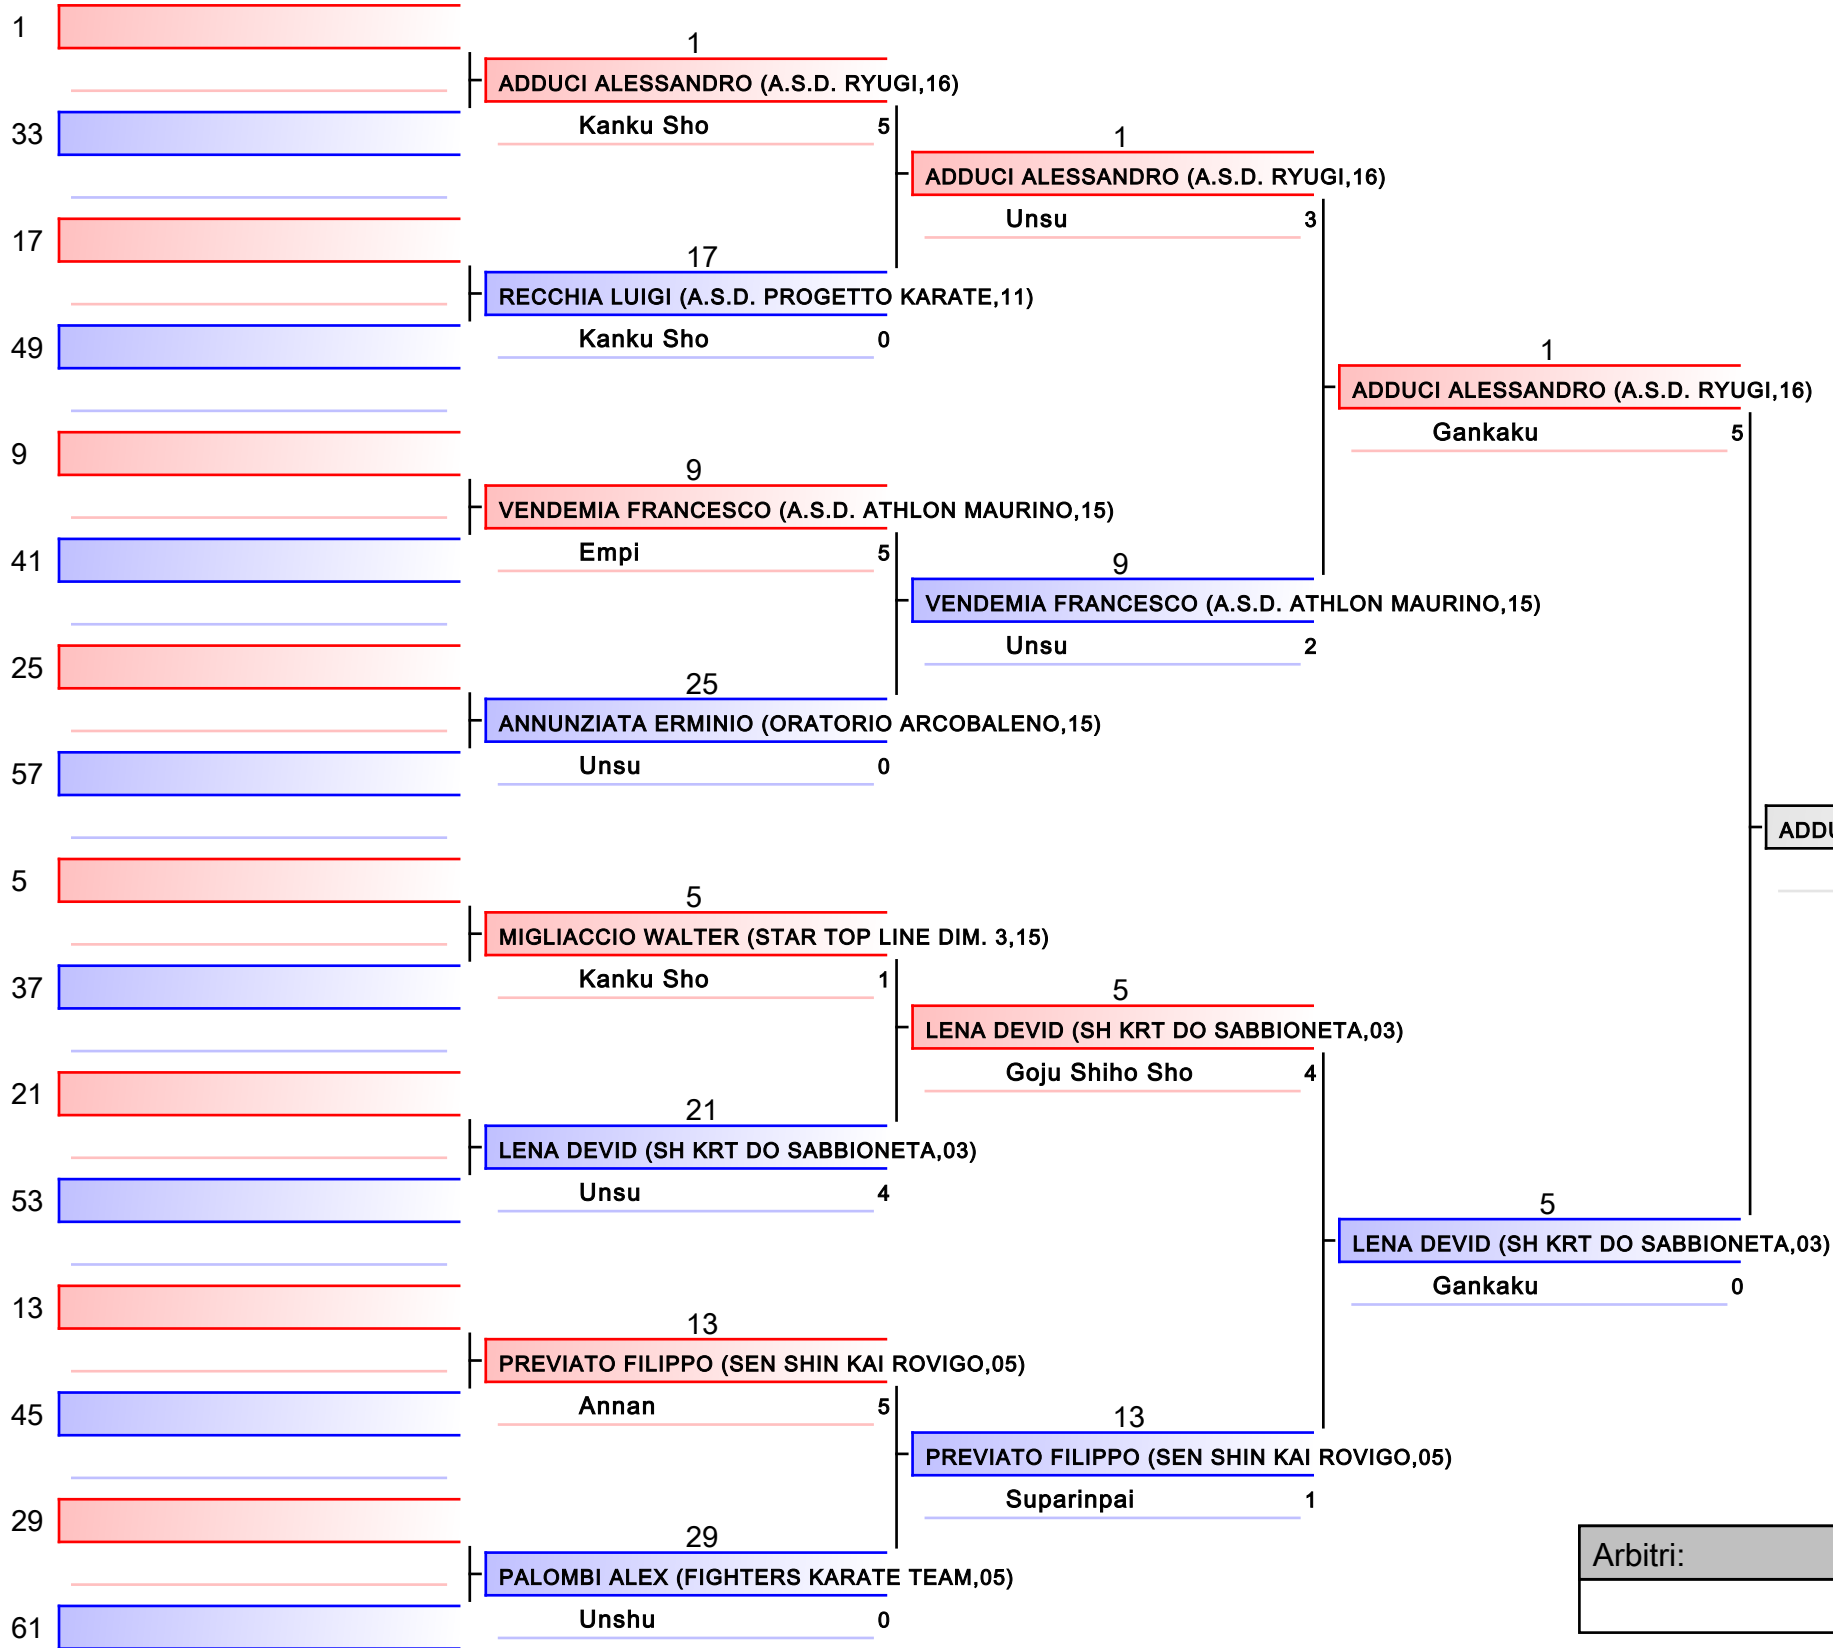 1
1
ADDUCI ALESSANDRO (A.S.D. RYUGI,16)
Kanku Sho 5
33
1
ADDUCI ALESSANDRO (A.S.D. RYUGI,16)
Unsu 3
17
17
RECCHIA LUIGI (A.S.D. PROGETTO KARATE,11)
Kanku Sho 0
49
1
ADDUCI ALESSANDRO (A.S.D. RYUGI,16)
Gankaku 5
9
9
VENDEMIA FRANCESCO (A.S.D. ATHLON MAURINO,15)
Empi 5
41
9
VENDEMIA FRANCESCO (A.S.D. ATHLON MAURINO,15)
Unsu 2
25
25
ANNUNZIATA ERMINIO (ORATORIO ARCOBALENO,15)
Unsu 0
57
ADDU
5
5
MIGLIACCIO WALTER (STAR TOP LINE DIM. 3,15)
Kanku Sho 1
37
5
LENA DEVID (SH KRT DO SABBIONETA,03)
Goju Shiho Sho 4
21
21
LENA DEVID (SH KRT DO SABBIONETA,03)
Unsu 4
53
5
LENA DEVID (SH KRT DO SABBIONETA,03)
Gankaku 0
13
13
PREVIATO FILIPPO (SEN SHIN KAI ROVIGO,05)
Annan 5
45
13
PREVIATO FILIPPO (SEN SHIN KAI ROVIGO,05)
Suparinpai 1
29
29
PALOMBI ALEX (FIGHTERS KARATE TEAM,05)
Unshu 0
61
Arbitri: